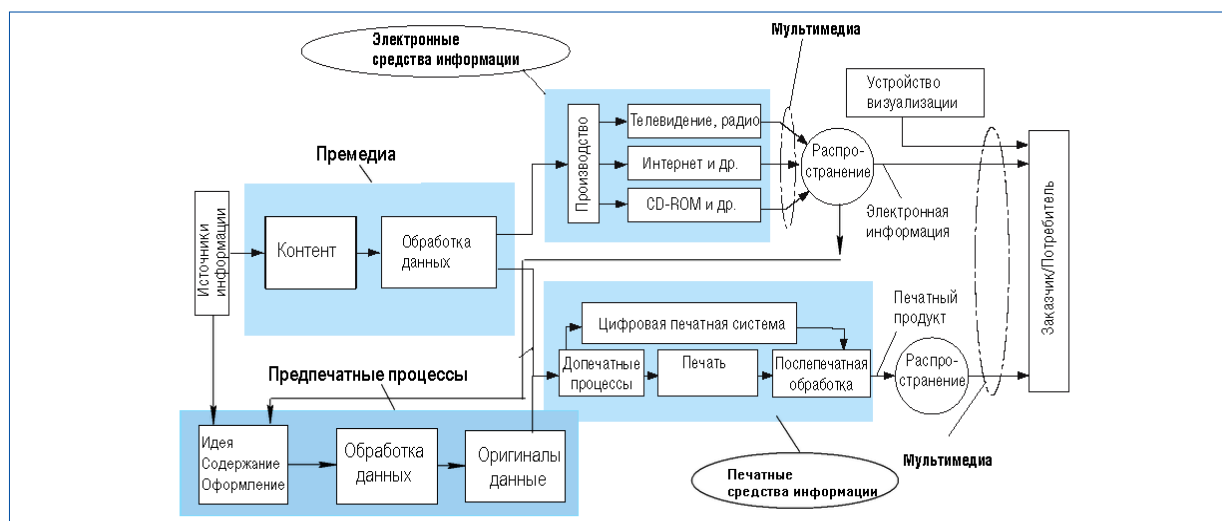 Электронные
средства информации
Мультимедиа
Устройство
визуализации
Премедиа
Источники
информации
Контент
Обработка
данных
Производство
Телевидение, радио
Интернет и др.
CD-ROM и др.
Распро-
странение
Электронная
информация
Заказчик/Потребитель
Цифровая печатная система
Допечатные
процессы
Печать
Послепечатная
обработка
Печатный
продукт
Распро-
странение
Мультимедиа
Предпечатные процессы
Идея
Содержание
Оформление
Обработка
данных
Оригиналы
данные
Печатные
средства информации